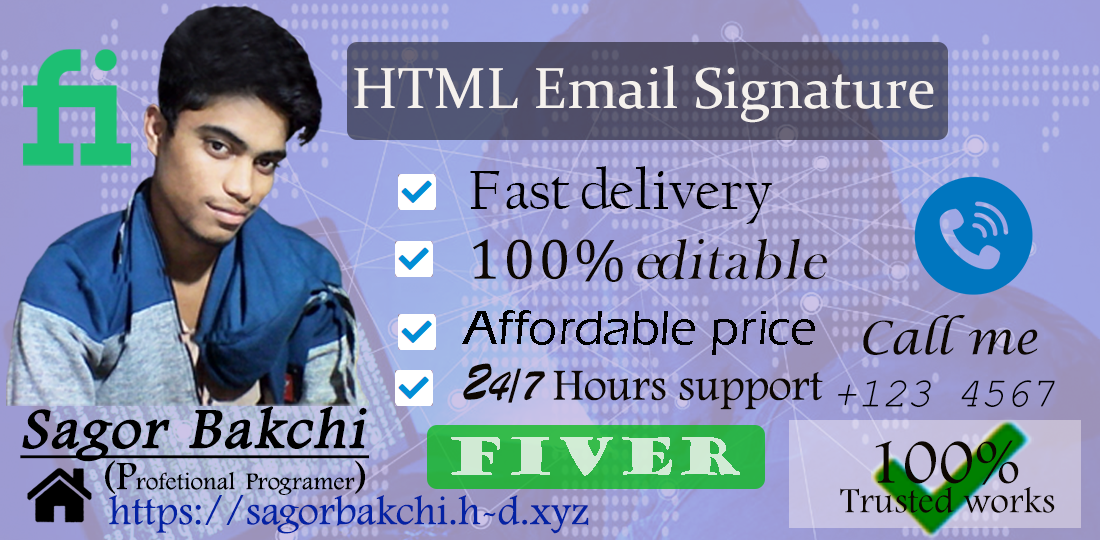 fi
HTML Email Signature
Fast delivery
100% editable
Affordable price
24/7 Hours support
Call me
+123 4567
Sagor Bakchi
(Profetional Programer)
https://sagorbakchi.h-d.xyz
FIVER
100%
Trusted works